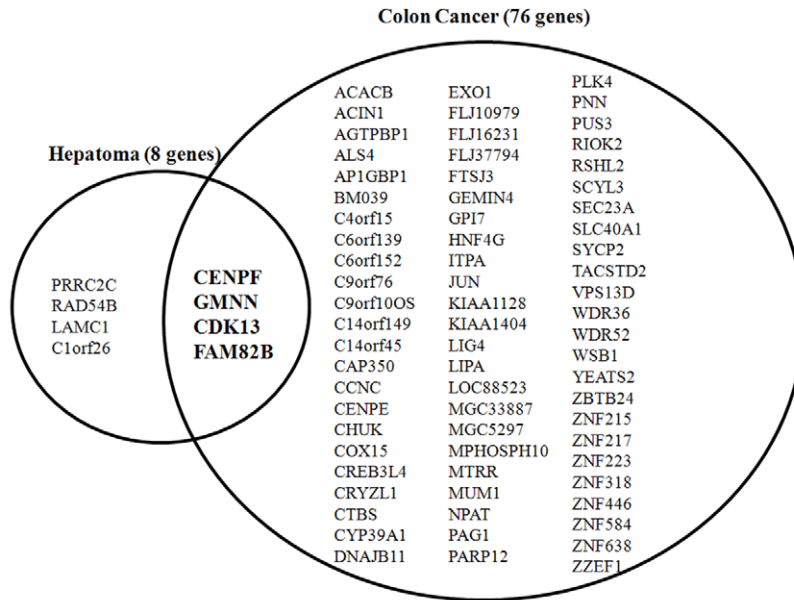 Colon Cancer (76 genes)
Hepatoma (8 genes)
PRRC2C
RAD54B
LAMC1
C1orf26
CENPF
GMNN
CDK13
FAM82B
ACACB
ACIN1
AGTPBP1
ALS4
AP1GBP1
BM039
C4orf15
C6orf139
C6orf152
C9orf76
C9orf10OS
C14orf149
C14orf45
CAP350
CCNC
CENPE
CHUK
COX15
CREB3L4
CRYZL1
CTBS
CYP39A1
DNAJB11
EXO1
FLJ10979
FLJ16231
FLJ37794
FTSJ3
GEMIN4
GPI7
HNF4G
ITPA
JUN
KIAA1128
KIAA1404
LIG4
LIPA
LOC88523
MGC33887
MGC5297
MPHOSPH10
MTRR
MUM1
NPAT
PAG1
PARP12
PLK4
PNN
PUS3
RIOK2
RSHL2
SCYL3
SEC23A
SLC40A1
SYCP2
TACSTD2
VPS13D
WDR36
WDR52
WSB1
YEATS2
ZBTB24
ZNF215
ZNF217
ZNF223
ZNF318
ZNF446
ZNF584
ZNF638
ZZEF1